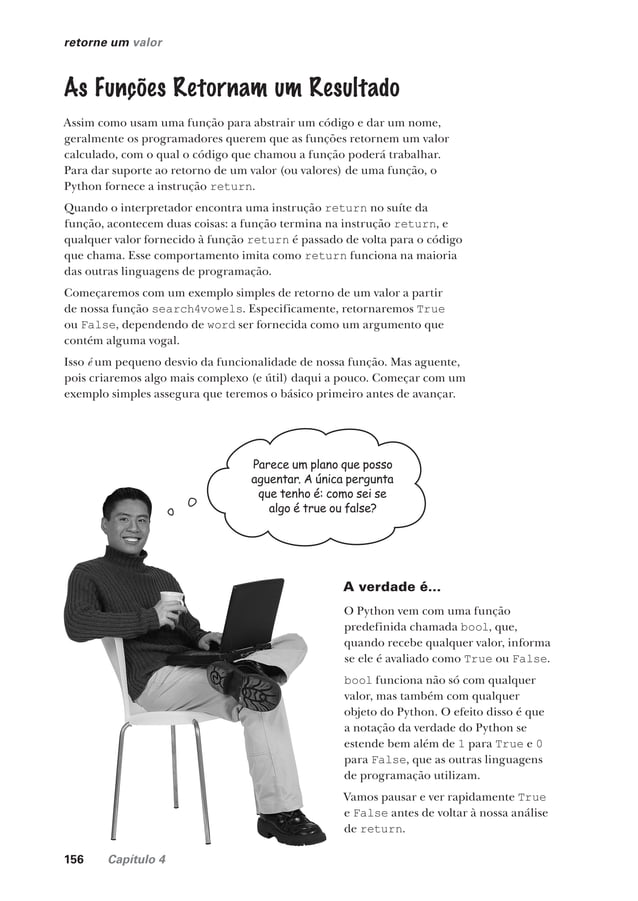 retorne um valor
As Funções Retornam um Resultado
Assim como usam uma função para abstrair um código e dar um nome,
geralmente os programadores querem que as funções retornem um valor
calculado, com o qual o código que chamou a função poderá trabalhar.
Para dar suporte ao retorno de um valor (ou valores) de uma função, o
Python fornece a instrução return.
Quando o interpretador encontra uma instrução return no suíte da
função, acontecem duas coisas: a função termina na instrução return, e
qualquer valor fornecido à função return é passado de volta para o código
que chama. Esse comportamento imita como return funciona na maioria
das outras linguagens de programação.
Começaremos com um exemplo simples de retorno de um valor a partir
de nossa função search4vowels. Especificamente, retornaremos True
ou False, dependendo de word ser fornecida como um argumento que
contém alguma vogal.
Isso é um pequeno desvio da funcionalidade de nossa função. Mas aguente,
pois criaremos algo mais complexo (e útil) daqui a pouco. Começar com um
exemplo simples assegura que teremos o básico primeiro antes de avançar.
Parece um plano que posso
aguentar. A única pergunta
que tenho é: como sei se
algo é true ou false?
A verdade é...
O Python vem com uma função
predefinida chamada bool, que,
quando recebe qualquer valor, informa
se ele é avaliado como True ou False.
bool funciona não só com qualquer
valor, mas também com qualquer
objeto do Python. O efeito disso é que
a notação da verdade do Python se
estende bem além de 1 para True e 0
para False, que as outras linguagens
de programação utilizam.
Vamos pausar e ver rapidamente True
e False antes de voltar à nossa análise
de return.
156 Capítulo 4